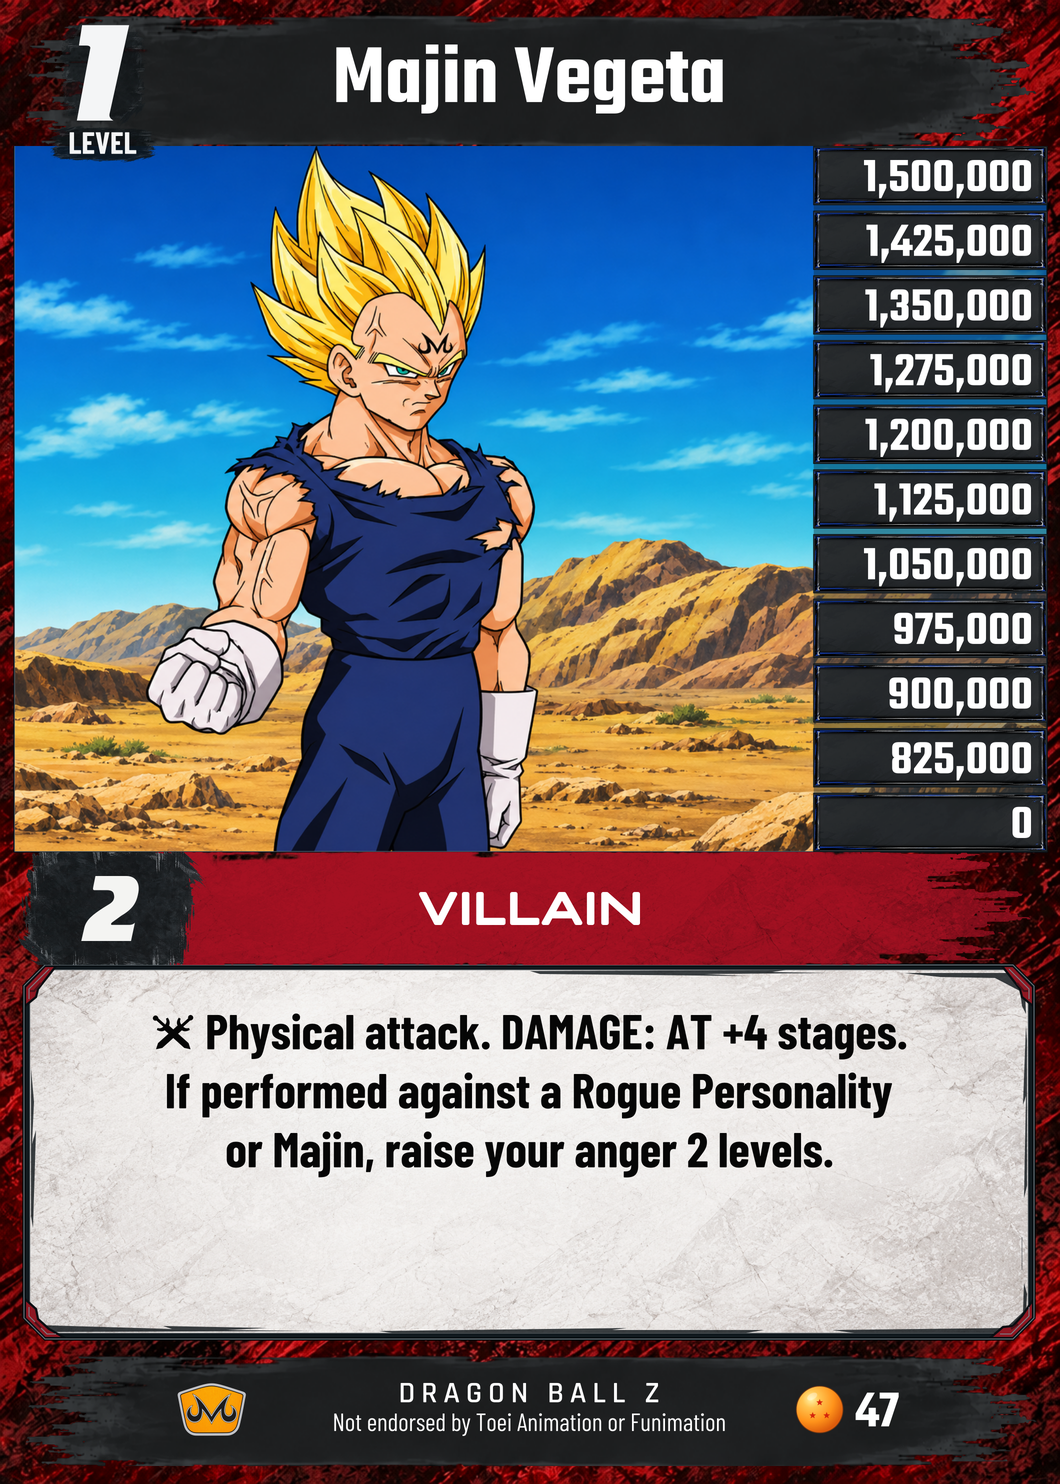 1
LEVEL
Majin Vegeta
1,500,000
1,425,000
1,350,000
1,275,000
1,200,000
1,125,000
1,050,000
975,000
900,000
825,000
0
2
VILLAIN
Physical attack. DAMAGE: AT +4 stages.
If performed against a Rogue Personality
or Majin, raise your anger 2 levels.
DRAGON BALL Z
Not endorsed by Toei Animation or Funimation
47